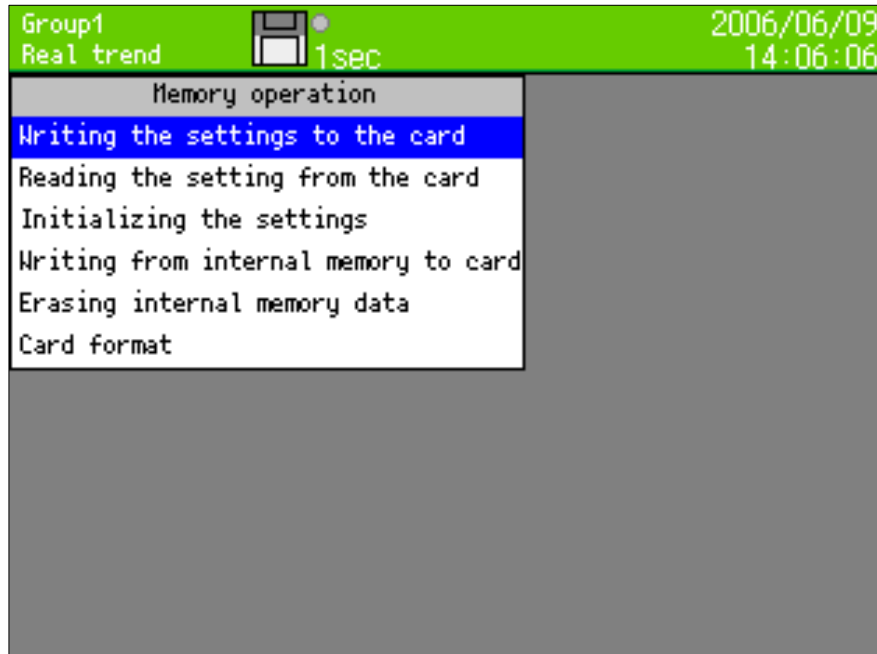 Group1
2006/06/09
Real trend
1sec
14:06:06
Memory operation
Writing the settings to the card
Reading the setting from the card
Initializing the settings
Writing from internal memory to card
Erasing internal memory data
Card format